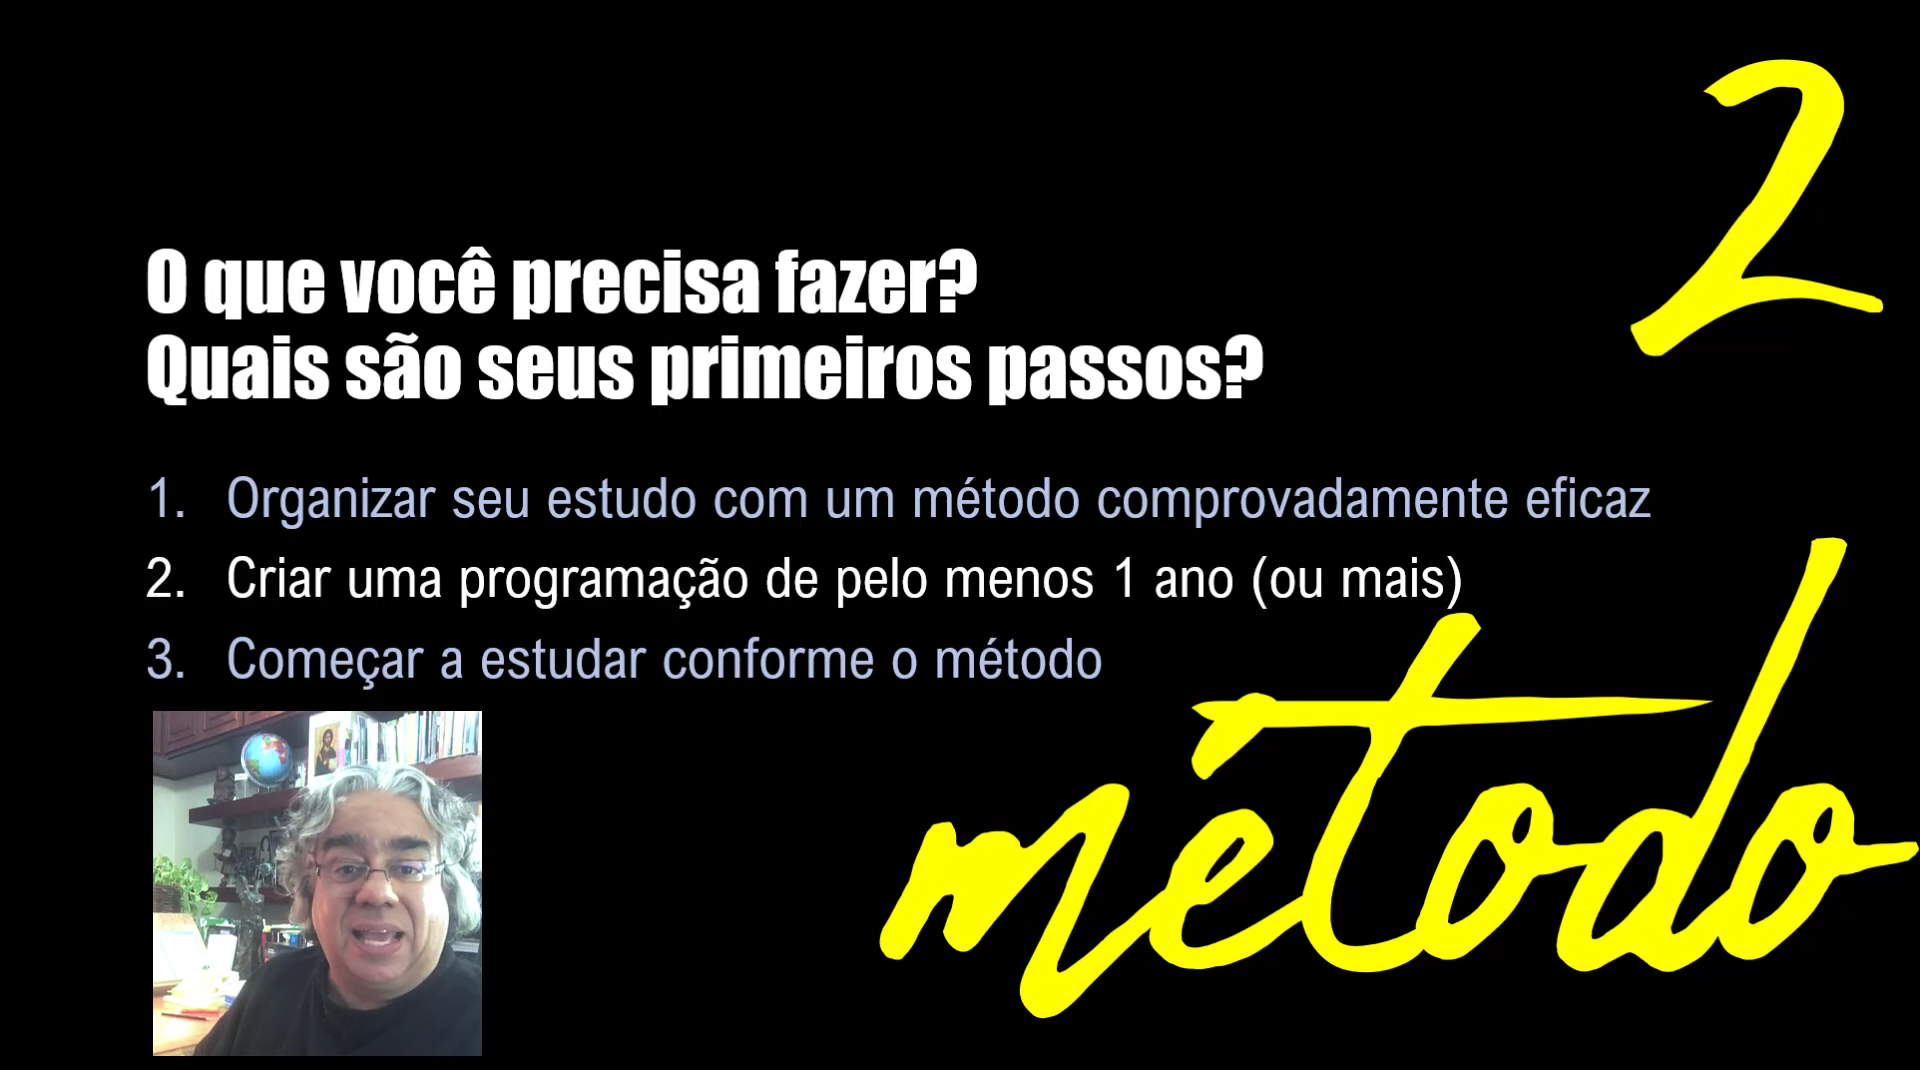 2
O que você precisa fazer?
Quais são seus primeiros passos?
1. Organizar seu estudo com um método comprovadamente eficaz
2. Criar uma programação de pelo menos 1 ano (ou mais)
3. Começar a estudar conforme o método
método